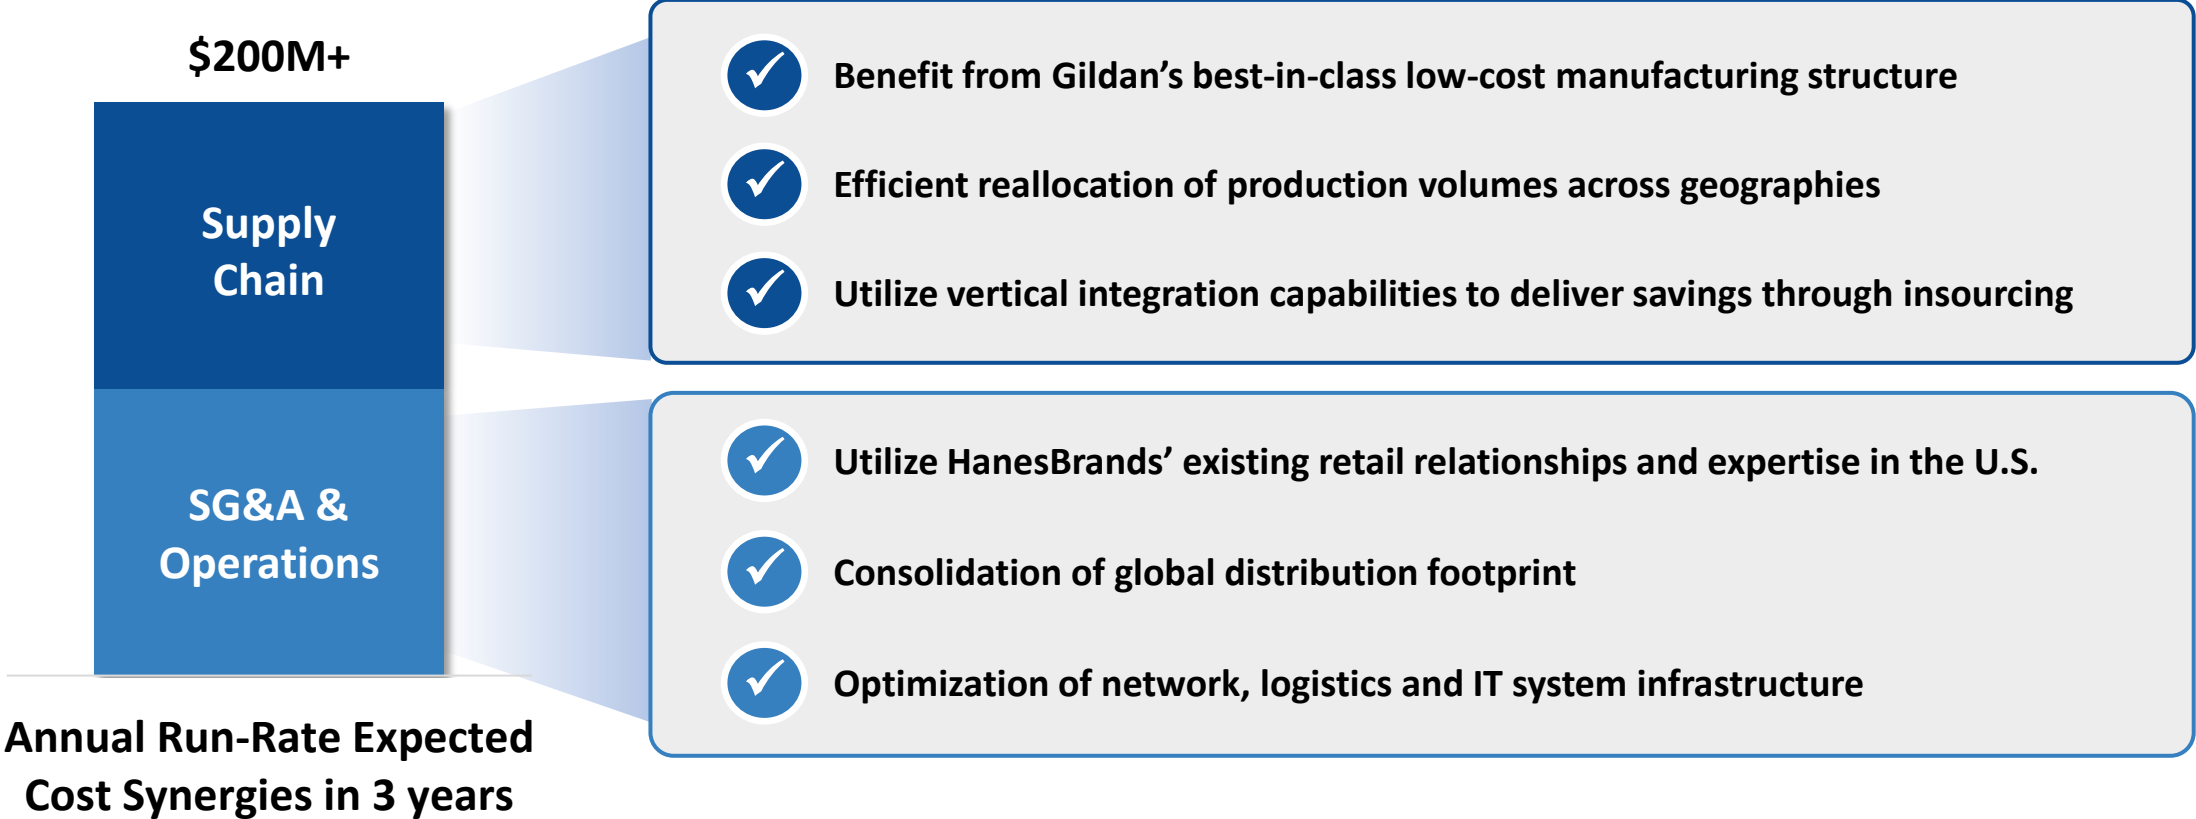 $200M+
Supply
Chain
SG&A &
Operations
Annual Run-Rate Expected
Cost Synergies in 3 years
Benefit from Gildan’s best-in-class low-cost manufacturing structure
Efficient reallocation of production volumes across geographies
Utilize vertical integration capabilities to deliver savings through insourcing
Utilize HanesBrands’ existing retail relationships and expertise in the U.S.
Consolidation of global distribution footprint
Optimization of network, logistics and IT system infrastructure